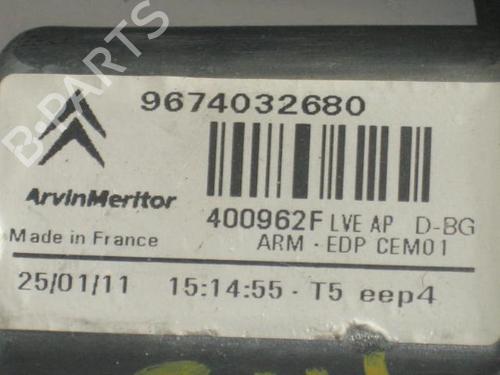 B-PARTS
9674032680
ArvinMeritor
400962F LVE AP D-BG
Made in France
ARM - EDP CEM01
25/01/11 15:14:55 - T5 eep4